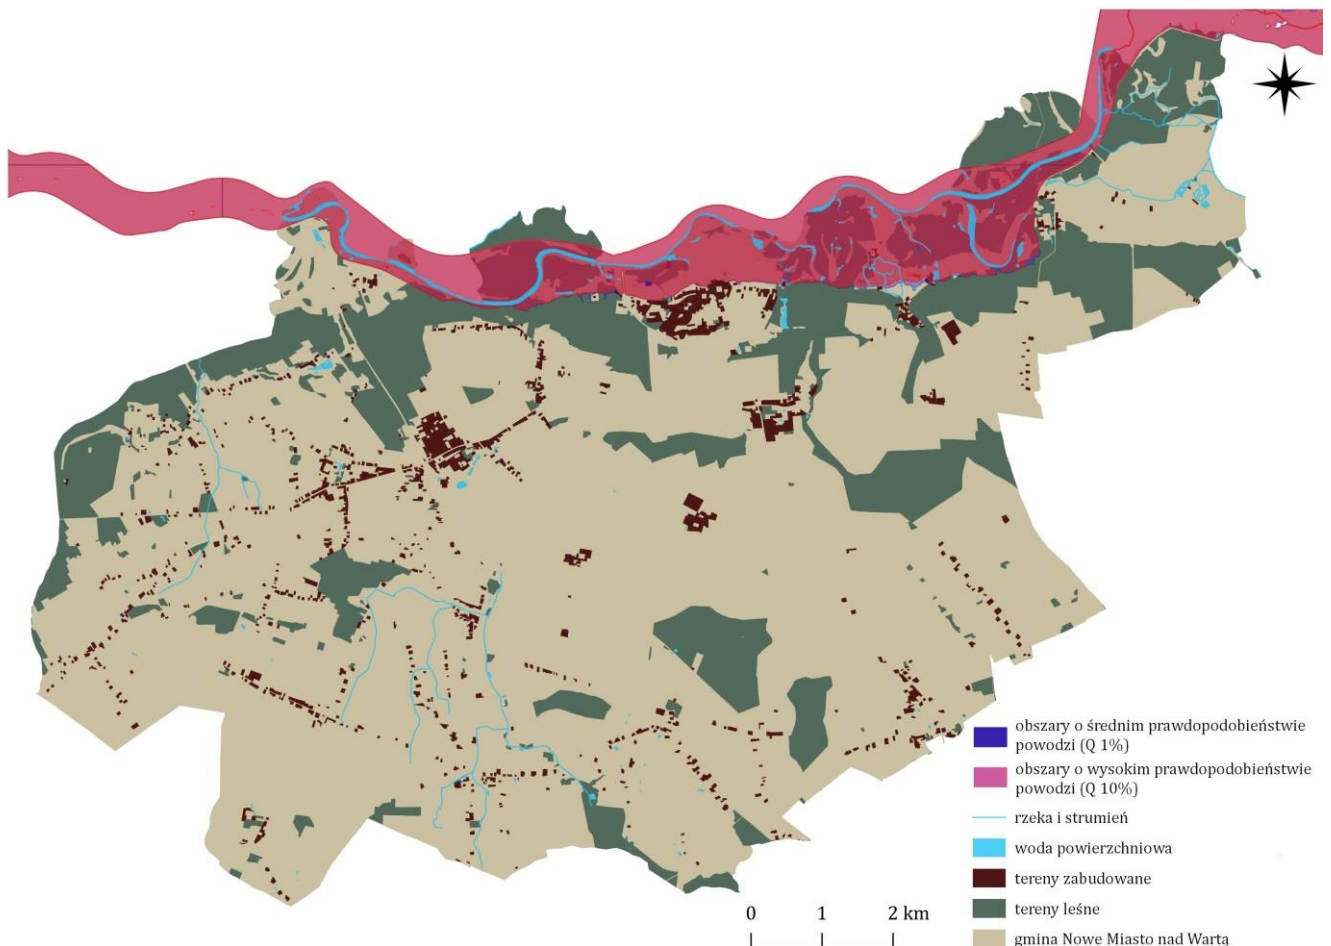 obszary o średnim prawdopodobieństwie
powodzi (Q 1%)
obszary o wysokim prawdopodobieństwie
powodzi (Q 10%)
rzeka i strumień
woda powierzchniowa
tereny zabudowane
tereny leśne
0 1 2 km
gmina Nowe Miasto nad Wartą